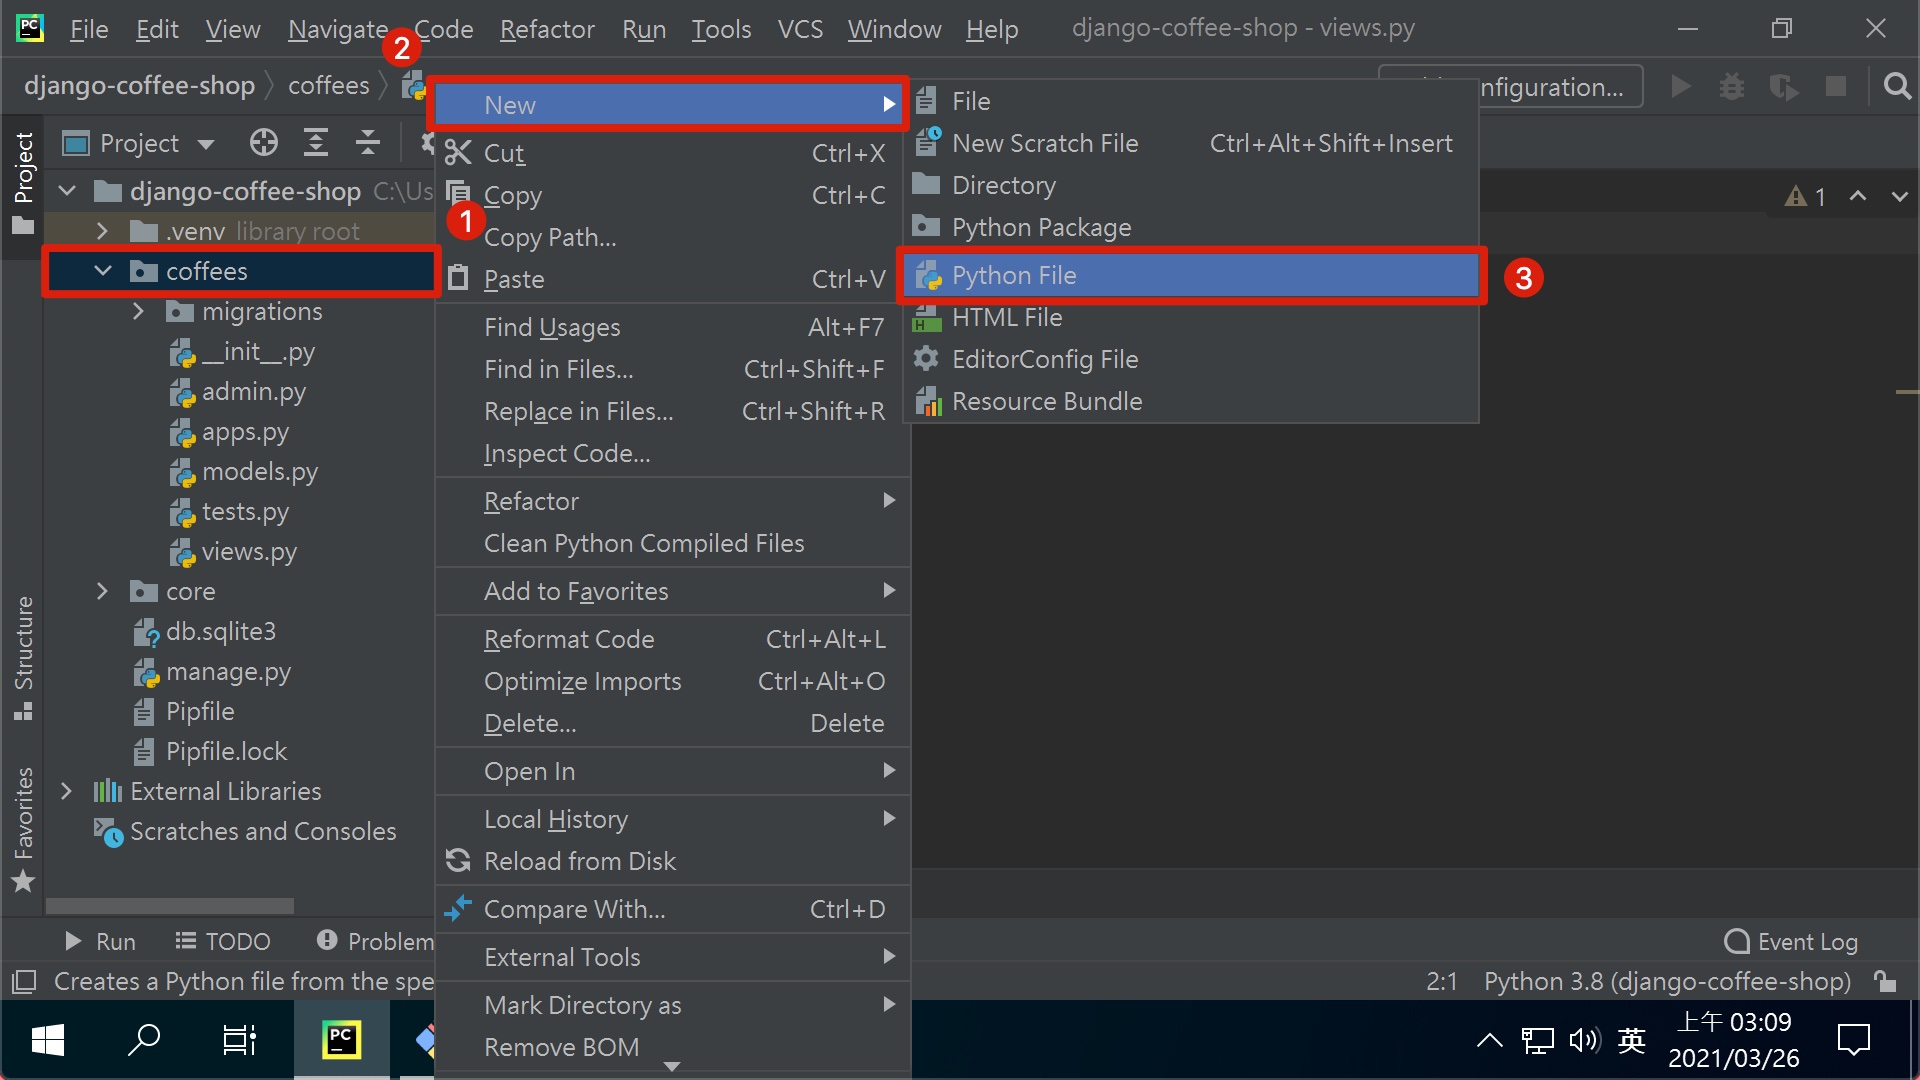 PC
File Edit View Navigate Code Refactor Run Tools VCS Window Help django-coffee-shop - views.py
2
django-coffee-shop coffees
nfiguration...
Project
Project
django-coffee-shop C:\Us
.venv library root
coffees
migrations
__init__.py
admin.py
apps.py
models.py
tests.py
views.py
core
db.sqlite3
manage.py
Pipfile
Pipfile.lock
External Libraries
Scratches and Consoles
Structure
Favorites
1
New
Cut Ctrl+X
Copy Ctrl+C
Copy Path...
Paste Ctrl+V
Find Usages Alt+F7
Find in Files... Ctrl+Shift+F
Replace in Files... Ctrl+Shift+R
Inspect Code...
Refactor
Clean Python Compiled Files
Add to Favorites
Reformat Code Ctrl+Alt+L
Optimize Imports Ctrl+Alt+O
Delete... Delete
Open In
Local History
Reload from Disk
Compare With... Ctrl+D
External Tools
Mark Directory as
Remove BOM
File
New Scratch File Ctrl+Alt+Shift+Insert
Directory
Python Package
Python File
3
HTML File
EditorConfig File
Resource Bundle
1
Run TODO Problem
Event Log
Creates a Python file from the spe
2:1 Python 3.8 (django-coffee-shop)
PC
英
上午 03:09
2021/03/26